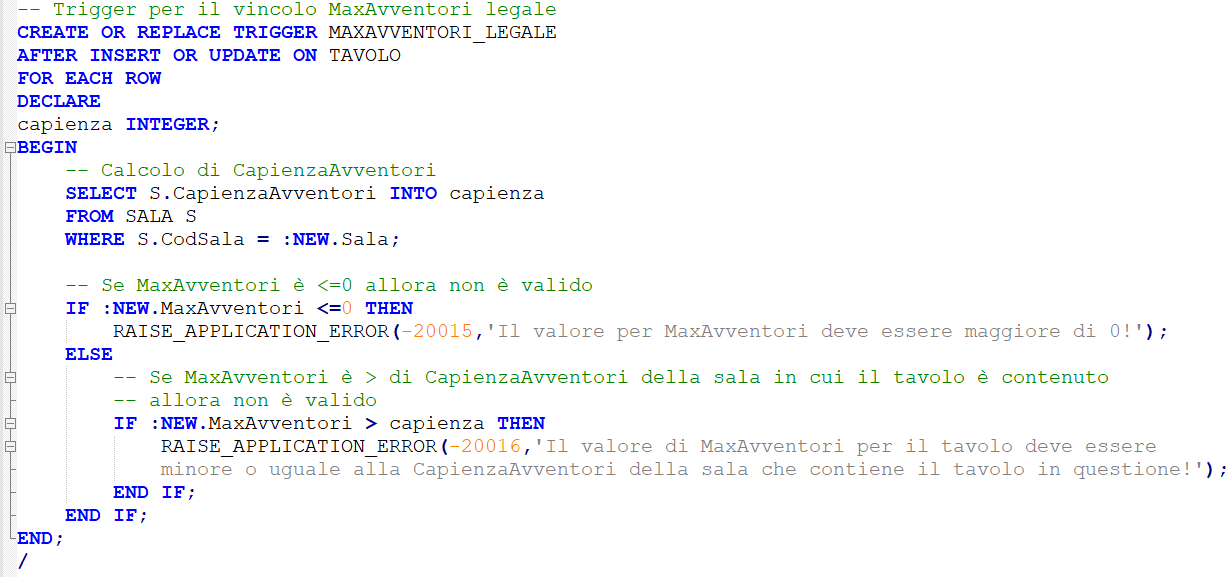 -- Trigger per il vincolo MaxAvventori legale
CREATE OR REPLACE TRIGGER MAXAVVENTORI_LEGALE
AFTER INSERT OR UPDATE ON TAVOLO
FOR EACH ROW
DECLARE
capienza INTEGER;
BEGIN
    -- Calcolo di CapienzaAvventori
    SELECT S.CapienzaAvventori INTO capienza
    FROM SALA S
    WHERE S.CodSala = :NEW.Sala;

    -- Se MaxAvventori è <=0 allora non è valido
    IF :NEW.MaxAvventori <=0 THEN
        RAISE_APPLICATION_ERROR(-20015,'Il valore per MaxAvventori deve essere maggiore di 0!');
    ELSE
        -- Se MaxAvventori è > di CapienzaAvventori della sala in cui il tavolo è contenuto
        -- allora non è valido
        IF :NEW.MaxAvventori > capienza THEN
            RAISE_APPLICATION_ERROR(-20016,'Il valore di MaxAvventori per il tavolo deve essere
            minore o uguale alla CapienzaAvventori della sala che contiene il tavolo in questione!');
        END IF;
    END IF;
END;
/